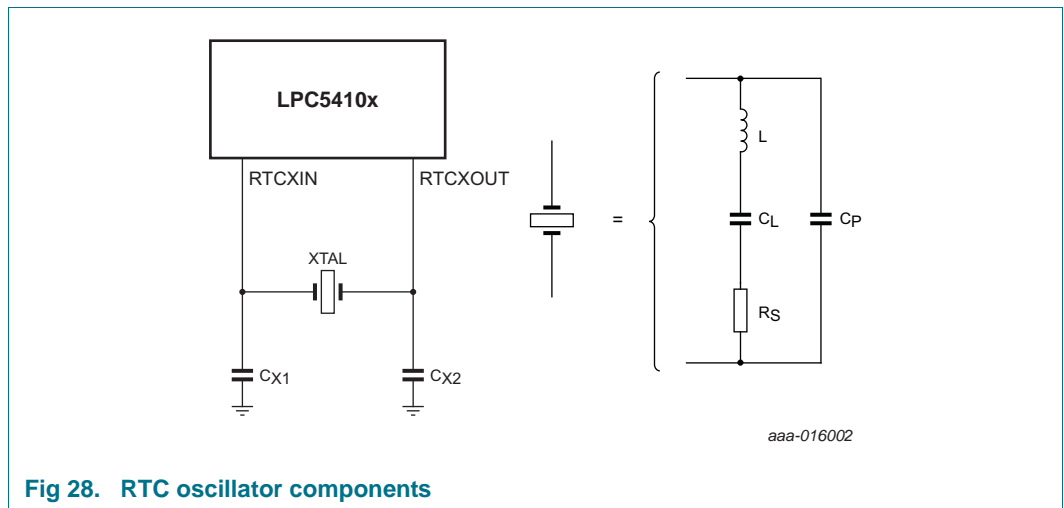 LPC5410x
RTCXIN
RTCXOUT
XTAL
CX1
CX2
=
L
CL
CP
RS
aaa-016002
Fig 28. RTC oscillator components